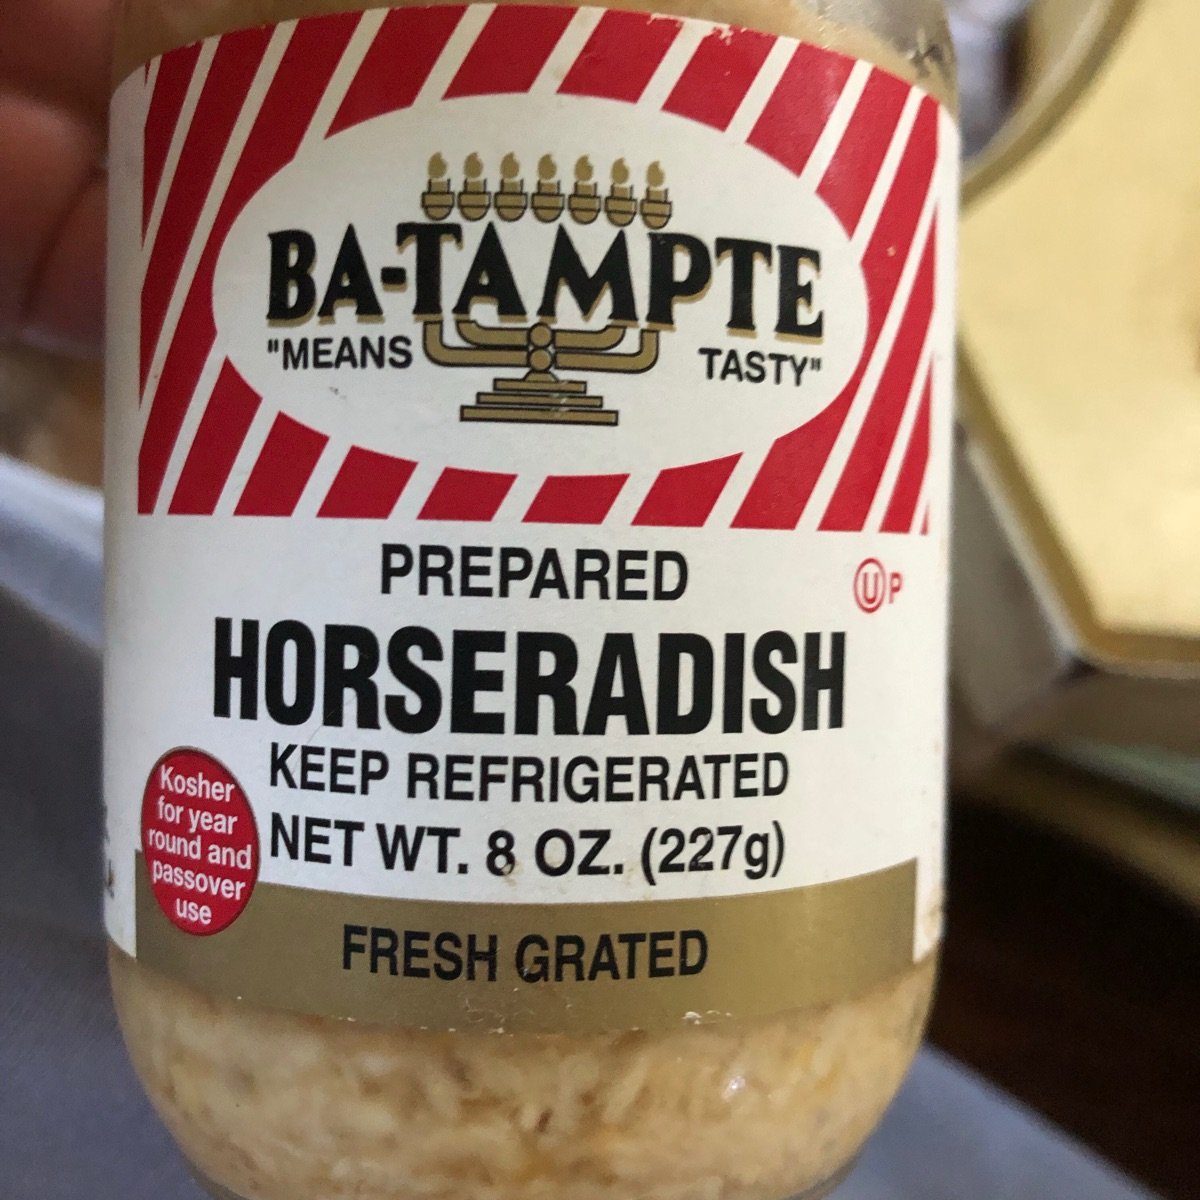 BA-TAMPTE
"MEANS TASTY"
PREPARED
ⓊP
HORSERADISH
KEEP REFRIGERATED
NET WT. 8 OZ. (227g)
Kosher
for year
round and
passover
use
FRESH GRATED